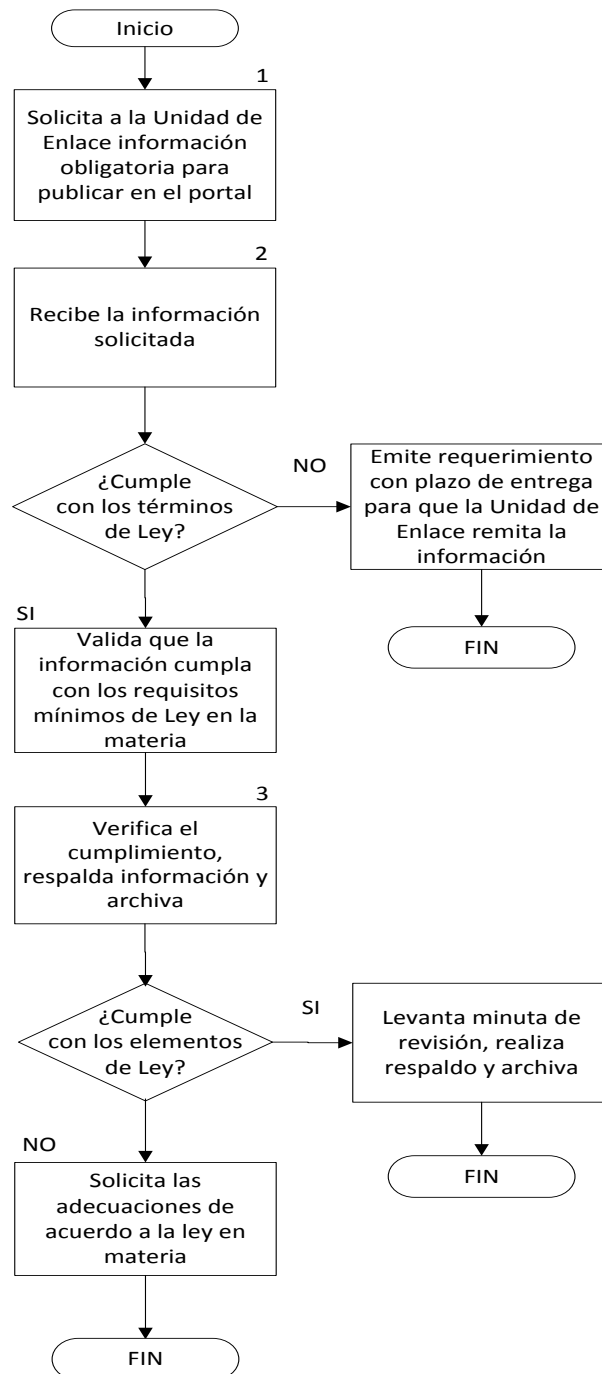 Inicio
1
Solicita a la Unidad de
Enlace información
obligatoria para
publicar en el portal
2
Recibe la información
solicitada
¿Cumple
con los términos
de Ley?
NO
Emite requerimiento
con plazo de entrega
para que la Unidad de
Enlace remita la
información
FIN
SI
Valida que la
información cumpla
con los requisitos
mínimos de Ley en la
materia
3
Verifica el
cumplimiento,
respalda información y
archiva
¿Cumple
con los elementos
de Ley?
SI
Levanta minuta de
revisión, realiza
respaldo y archiva
FIN
NO
Solicita las
adecuaciones de
acuerdo a la ley en
materia
FIN